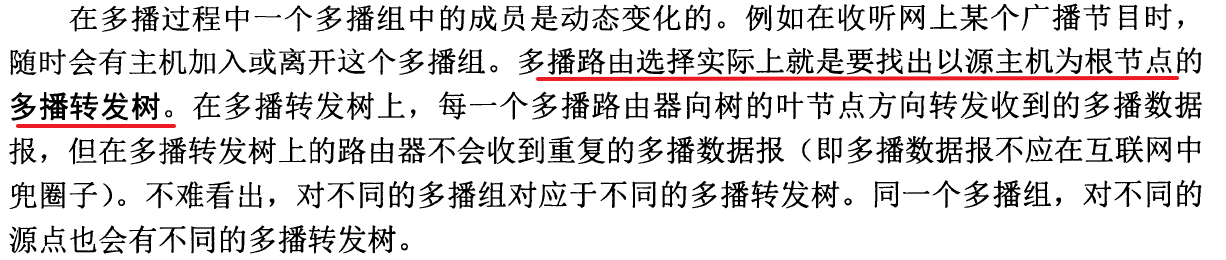 在多播过程中一个多播组中的成员是动态变化的。例如在收听网上某个广播节目时，
随时会有主机加入或离开这个多播组。多播路由选择实际上就是要找出以源主机为根节点的
多播转发树。在多播转发树上，每一个多播路由器向树的叶节点方向转发收到的多播数据
报，但在多播转发树上的路由器不会收到重复的多播数据报（即多播数据报不应在互联网中
兜圈子）。不难看出，对不同的多播组对应于不同的多播转发树。同一个多播组，对不同的
源点也会有不同的多播转发树。